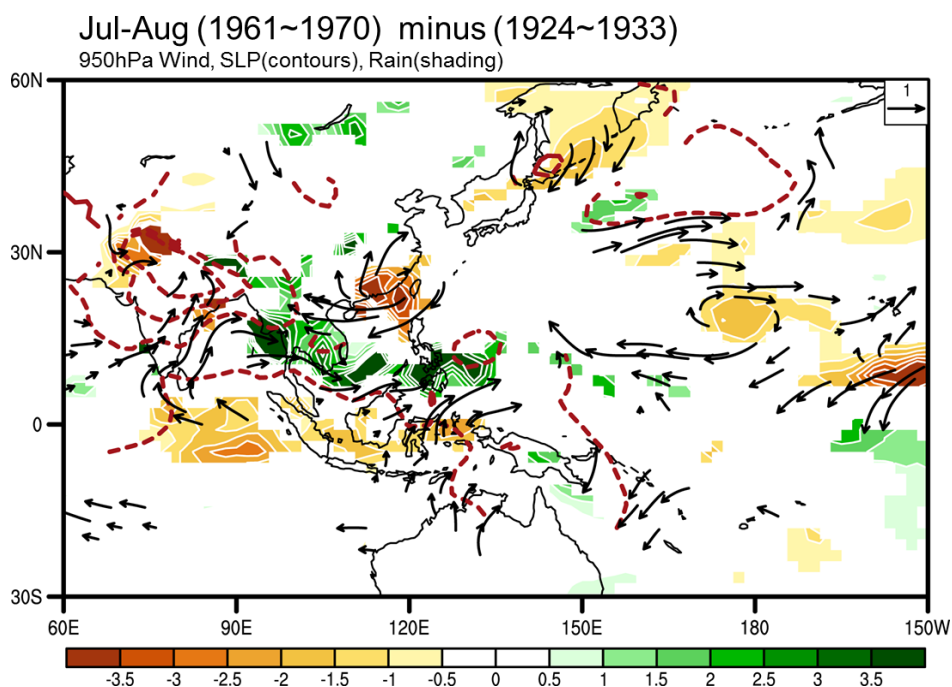 Jul-Aug (1961~1970) minus (1924~1933)
950hPa Wind, SLP(contours), Rain(shading)
60N
1
30N
0
30S
60E 90E 120E 150E 180 150W
-3.5 -3 -2.5 -2 -1.5 -1 -0.5 0 0.5 1 1.5 2 2.5 3 3.5